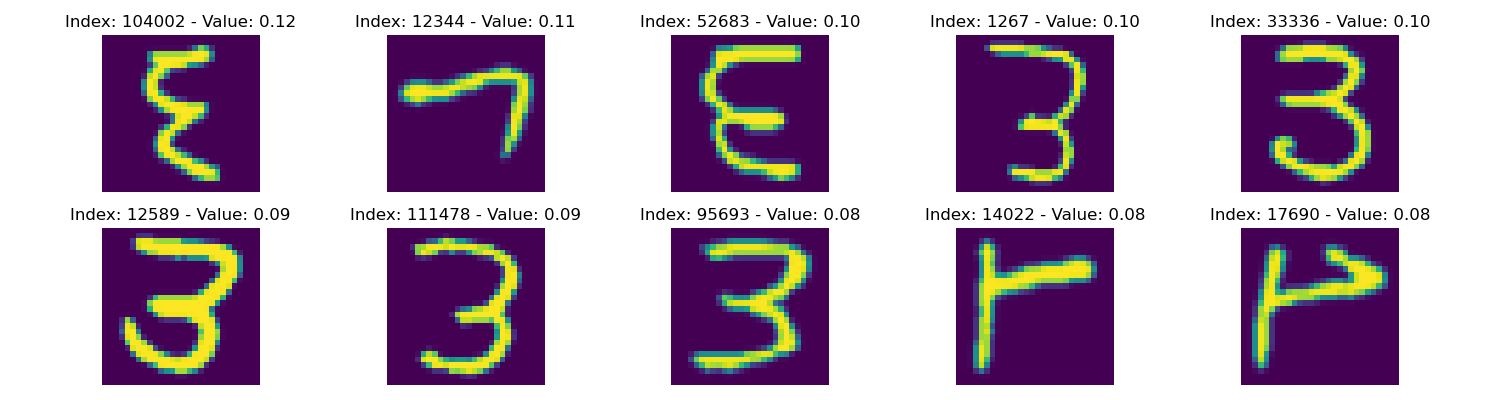 Index: 104002 - Value: 0.12 Index: 12344 - Value: 0.11 Index: 52683 - Value: 0.10 Index: 1267 - Value: 0.10 Index: 33336 - Value: 0.10
Index: 12589 - Value: 0.09 Index: 111478 - Value: 0.09 Index: 95693 - Value: 0.08 Index: 14022 - Value: 0.08 Index: 17690 - Value: 0.08